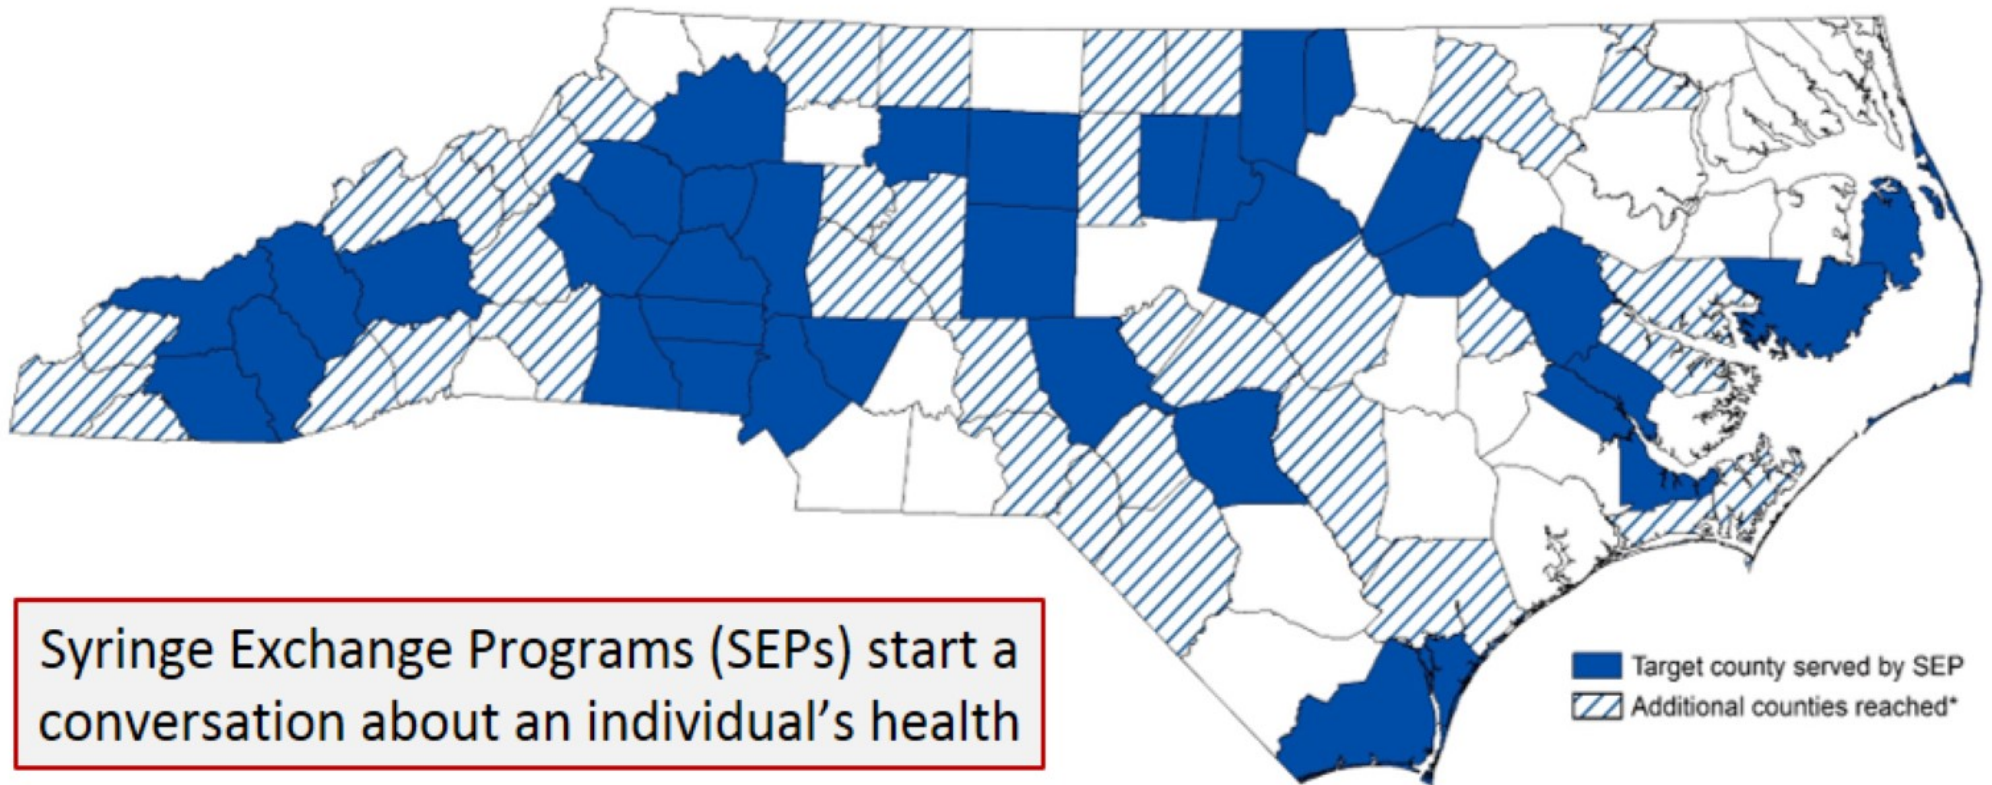 Syringe Exchange Programs (SEPs) start a
conversation about an individual's health
Target county served by SEP
Additional counties reached*